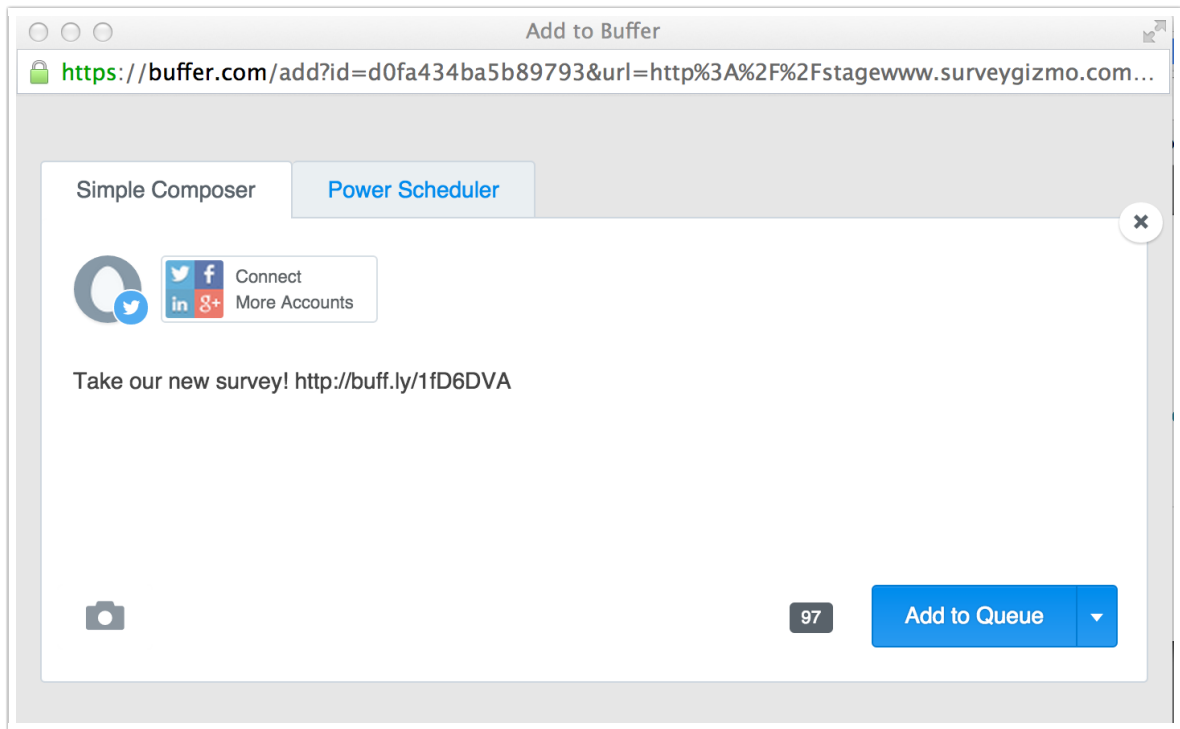 Add to Buffer
https://buffer.com/add?id=d0fa434ba5b89793&url=http%3A%2F%2Fstagewww.surveygizmo.com...
Simple Composer
Power Scheduler
Connect
More Accounts
f
in
g+
Take our new survey! http://buff.ly/1fD6DVA
97
Add to Queue